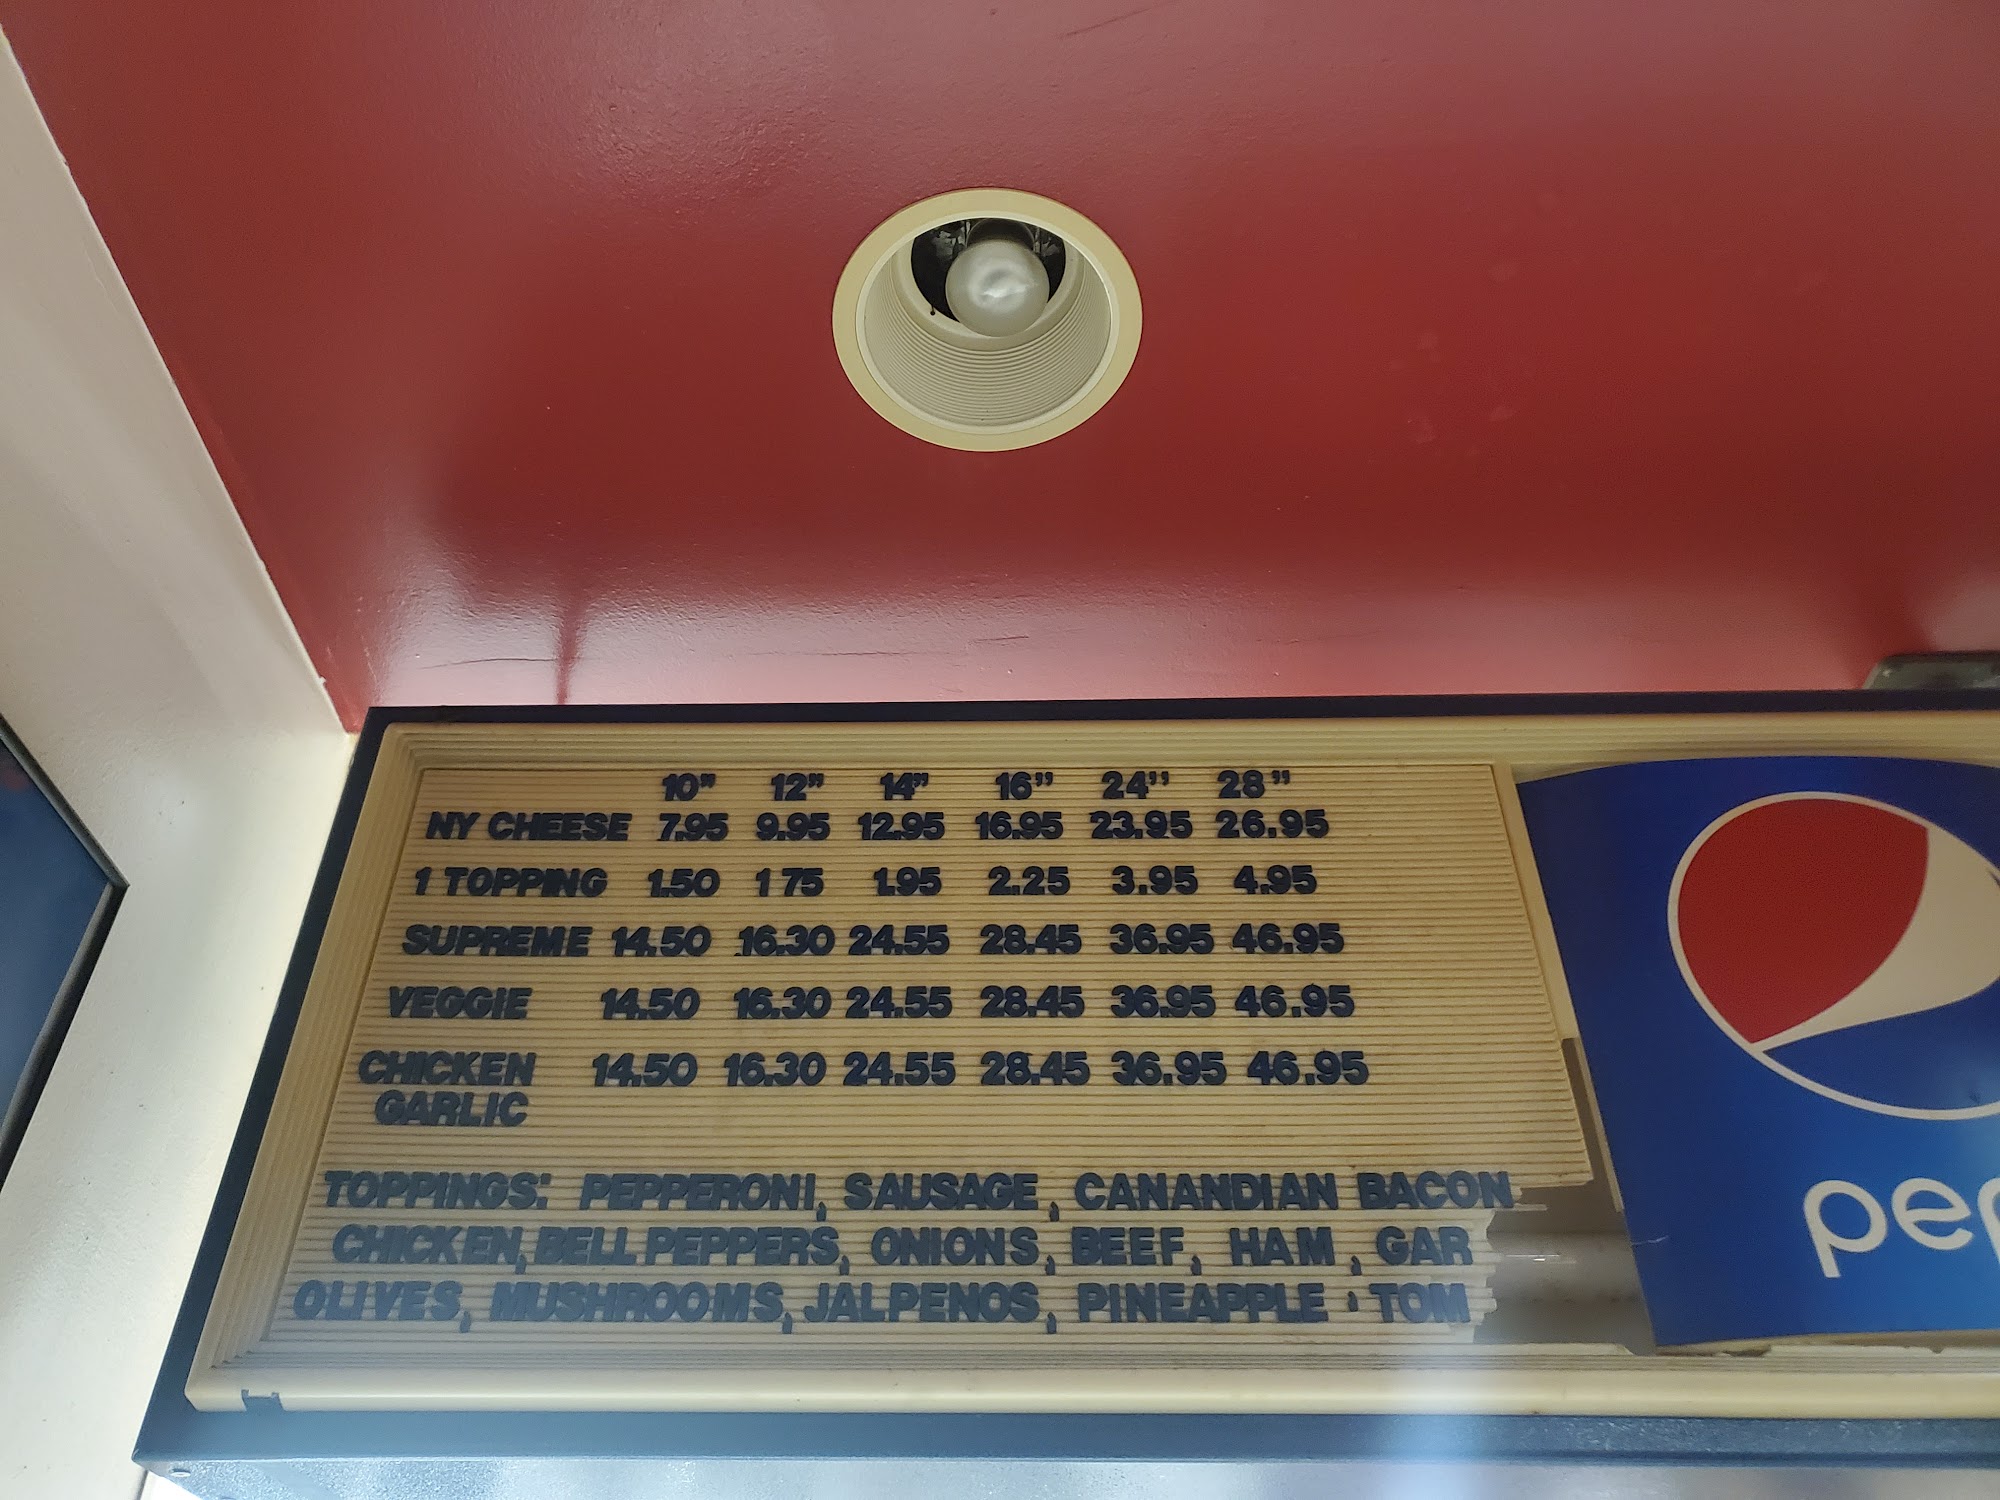 10" 12" 14" 16" 24" 28"
NY CHEESE 7.95 9.95 12.95 16.95 23.95 26.95
1 TOPPING 1.50 1 75 1.95 2.25 3.95 4.95
SUPREME 14.50 16.30 24.55 28.45 36.95 46.95
VEGGIE 14.50 16.30 24.55 28.45 36.95 46.95
CHICKEN 14.50 16.30 24.55 28.45 36.95 46.95
GARLIC
TOPPINGS: PEPPERONI, SAUSAGE, CANANDIAN BACON
CHICKEN, BELL PEPPERS, ONIONS, BEEF, HAM, GAR
OLIVES, MUSHROOMS, JALPENOS, PINEAPPLE, TOM
pep